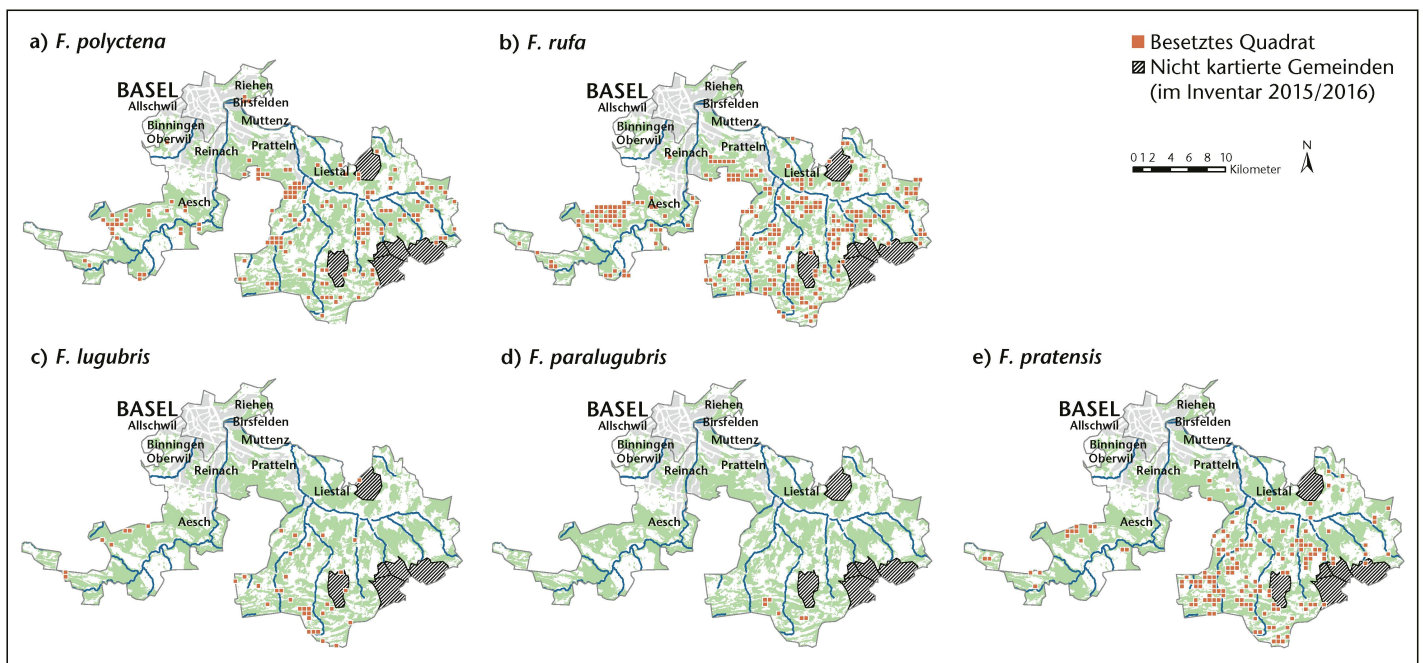 a) F. polyctena
BASEL
Allschwil
Riehen
Birsfelden
Binningen
Oberwil
Muttenz
Reinach
Pratteln
Liestal
Aesch
b) F. rufa
BASEL
Allschwil
Riehen
Birsfelden
Binningen
Oberwil
Muttenz
Reinach
Pratteln
Liestal
Aesch
Besetztes Quadrat
Nicht kartierte Gemeinden
(im Inventar 2015/2016)
0 1 2 4 6 8 10 Kilometer
N
c) F. lugubris
BASEL
Allschwil
Riehen
Birsfelden
Binningen
Oberwil
Muttenz
Reinach
Pratteln
Liestal
Aesch
d) F. paralugubris
BASEL
Allschwil
Riehen
Birsfelden
Binningen
Oberwil
Muttenz
Reinach
Pratteln
Liestal
Aesch
e) F. pratensis
BASEL
Allschwil
Riehen
Birsfelden
Binningen
Oberwil
Muttenz
Reinach
Pratteln
Liestal
Aesch